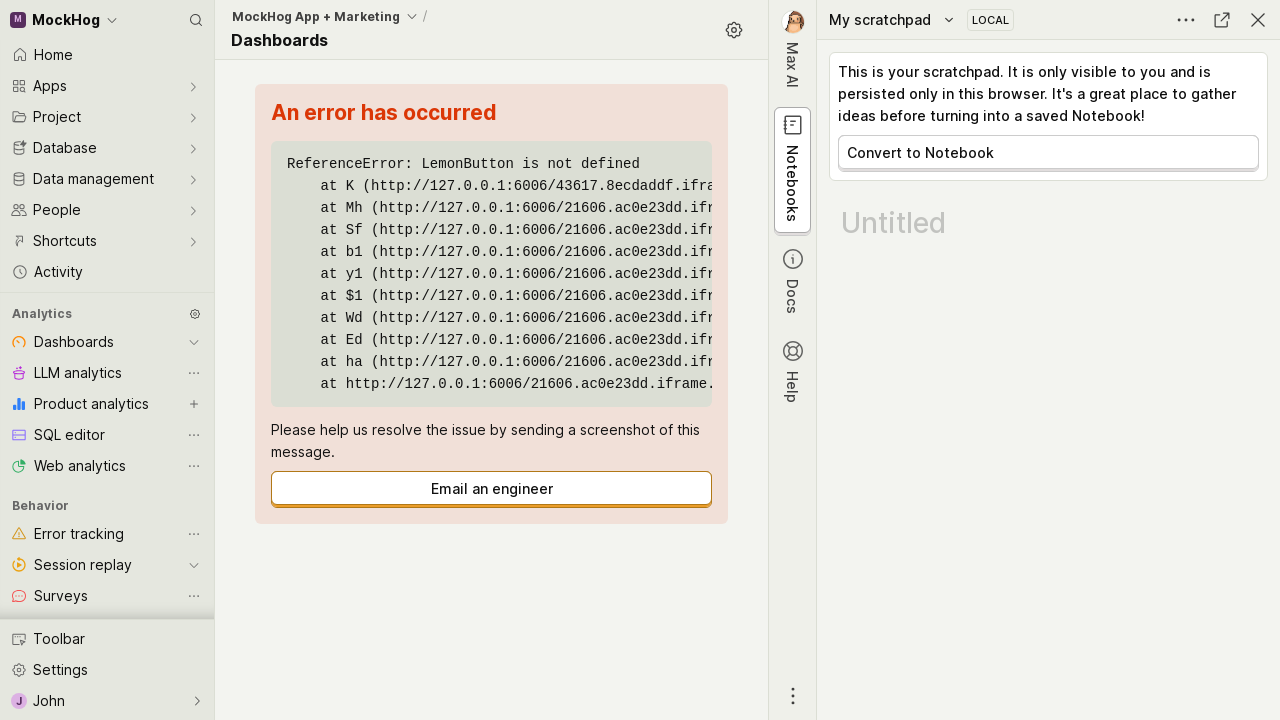 M MockHog
Home
Apps
Project
Database
Data management
People
Shortcuts
Activity
Analytics
Dashboards
LLM analytics
Product analytics
SQL editor
Web analytics
Behavior
Error tracking
Session replay
Surveys
Toolbar
Settings
J John
MockHog App + Marketing /
Dashboards
An error has occurred
ReferenceError: LemonButton is not defined
at K (http://127.0.0.1:6006/43617.8ecdaddf.ifra
at Mh (http://127.0.0.1:6006/21606.ac0e23dd.ifr
at Sf (http://127.0.0.1:6006/21606.ac0e23dd.ifr
at b1 (http://127.0.0.1:6006/21606.ac0e23dd.ifr
at y1 (http://127.0.0.1:6006/21606.ac0e23dd.ifr
at $1 (http://127.0.0.1:6006/21606.ac0e23dd.ifr
at Wd (http://127.0.0.1:6006/21606.ac0e23dd.ifr
at Ed (http://127.0.0.1:6006/21606.ac0e23dd.ifr
at ha (http://127.0.0.1:6006/21606.ac0e23dd.ifr
at http://127.0.0.1:6006/21606.ac0e23dd.iframe.
Please help us resolve the issue by sending a screenshot of this
message.
Email an engineer
Max AI
Notebooks
Docs
Help
My scratchpad LOCAL
This is your scratchpad. It is only visible to you and is
persisted only in this browser. It's a great place to gather
ideas before turning into a saved Notebook!
Convert to Notebook
Untitled